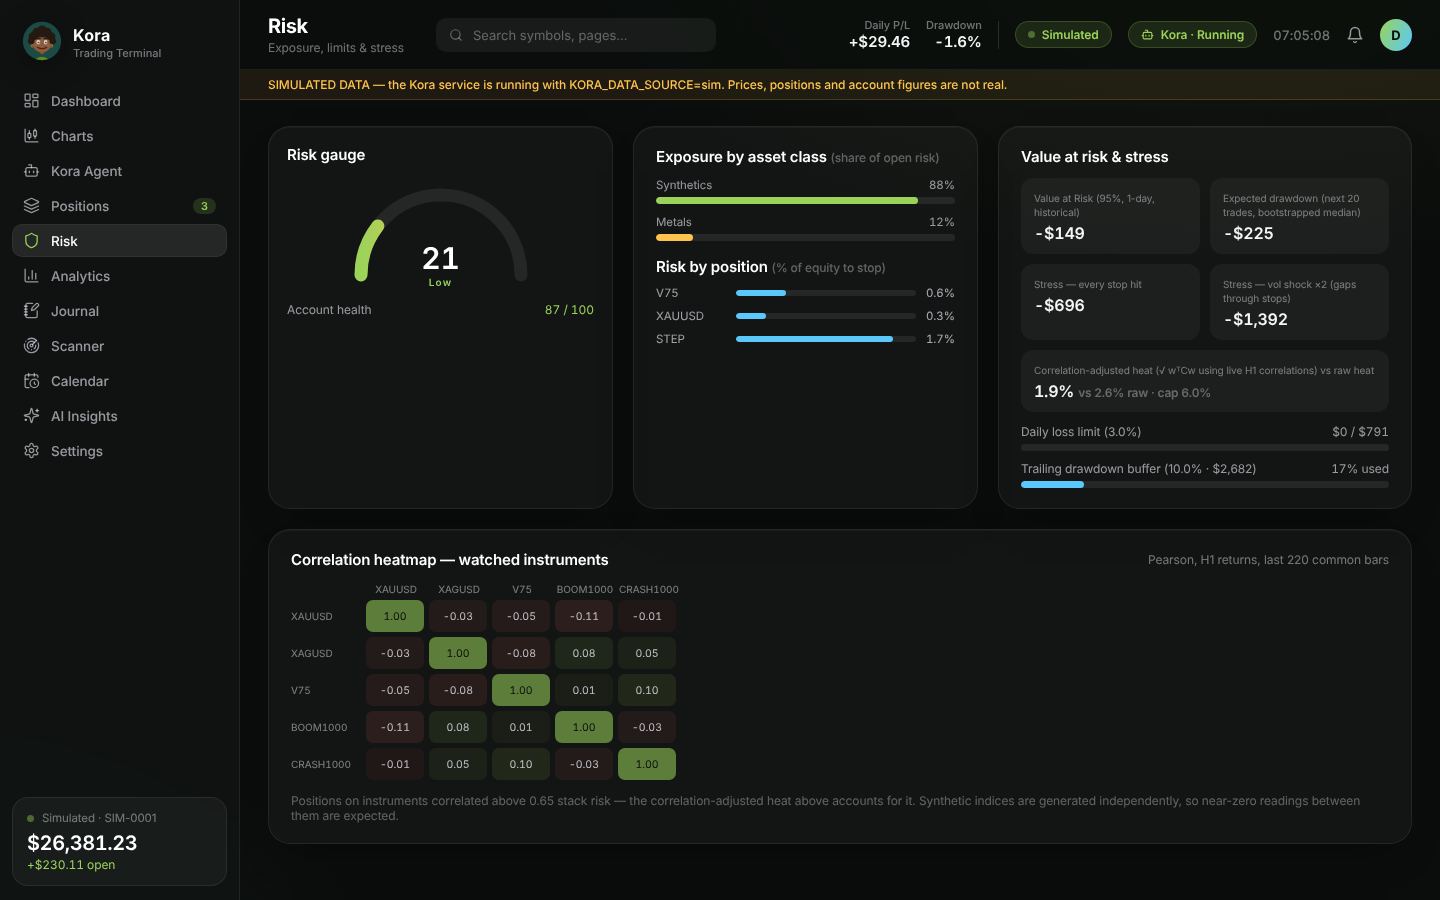 Kora
Trading Terminal
Dashboard
Charts
Kora Agent
Positions 3
Risk
Analytics
Journal
Scanner
Calendar
AI Insights
Settings
Simulated · SIM-0001
$26,381.23
+$230.11 open
Risk
Exposure, limits & stress
Search symbols, pages...
Daily P/L
+$29.46
Drawdown
-1.6%
Simulated
Kora · Running
07:05:08
D
SIMULATED DATA — the Kora service is running with KORA_DATA_SOURCE=sim. Prices, positions and account figures are not real.
Risk gauge
21
Low
Account health 87 / 100
Exposure by asset class (share of open risk)
Synthetics 88%
Metals 12%
Risk by position (% of equity to stop)
V75 0.6%
XAUUSD 0.3%
STEP 1.7%
Value at risk & stress
Value at Risk (95%, 1-day,
historical)
-$149
Expected drawdown (next 20
trades, bootstrapped median)
-$225
Stress — every stop hit
-$696
Stress — vol shock ×2 (gaps
through stops)
-$1,392
Correlation-adjusted heat (√ wᵀCw using live H1 correlations) vs raw heat
1.9% vs 2.6% raw · cap 6.0%
Daily loss limit (3.0%) $0 / $791
Trailing drawdown buffer (10.0% · $2,682) 17% used
Correlation heatmap — watched instruments
Pearson, H1 returns, last 220 common bars
XAUUSD XAGUSD V75 BOOM1000 CRASH1000
XAUUSD 1.00 -0.03 -0.05 -0.11 -0.01
XAGUSD -0.03 1.00 -0.08 0.08 0.05
V75 -0.05 -0.08 1.00 0.01 0.10
BOOM1000 -0.11 0.08 0.01 1.00 -0.03
CRASH1000 -0.01 0.05 0.10 -0.03 1.00
Positions on instruments correlated above 0.65 stack risk — the correlation-adjusted heat above accounts for it. Synthetic indices are generated independently, so near-zero readings between
them are expected.